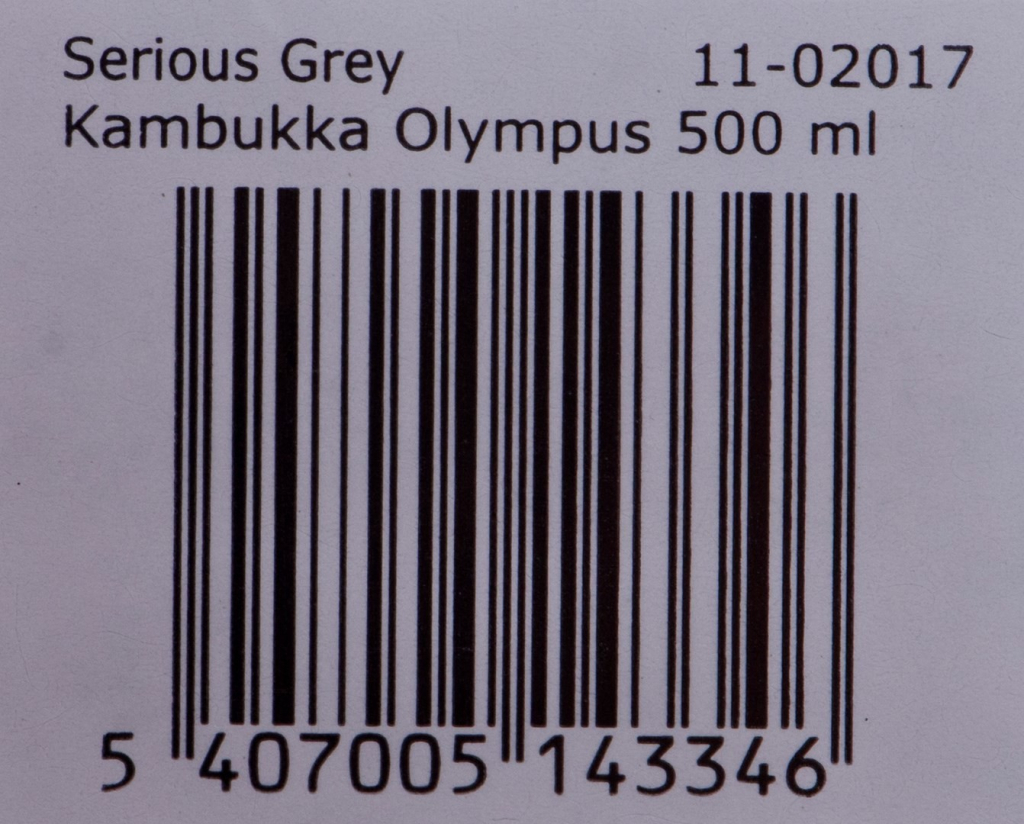 Serious Grey 11-02017
Kambukka Olympus 500 ml
5 407005 143346